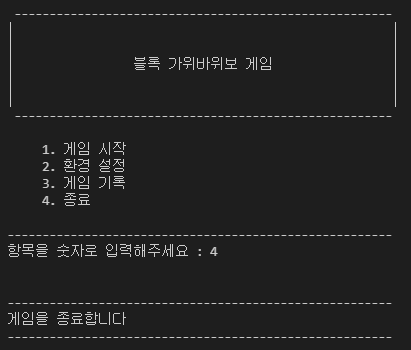 블록 가위바위보 게임
1. 게임 시작
2. 환경 설정
3. 게임 기록
4. 종료
항목을 숫자로 입력해주세요 : 4
게임을 종료합니다